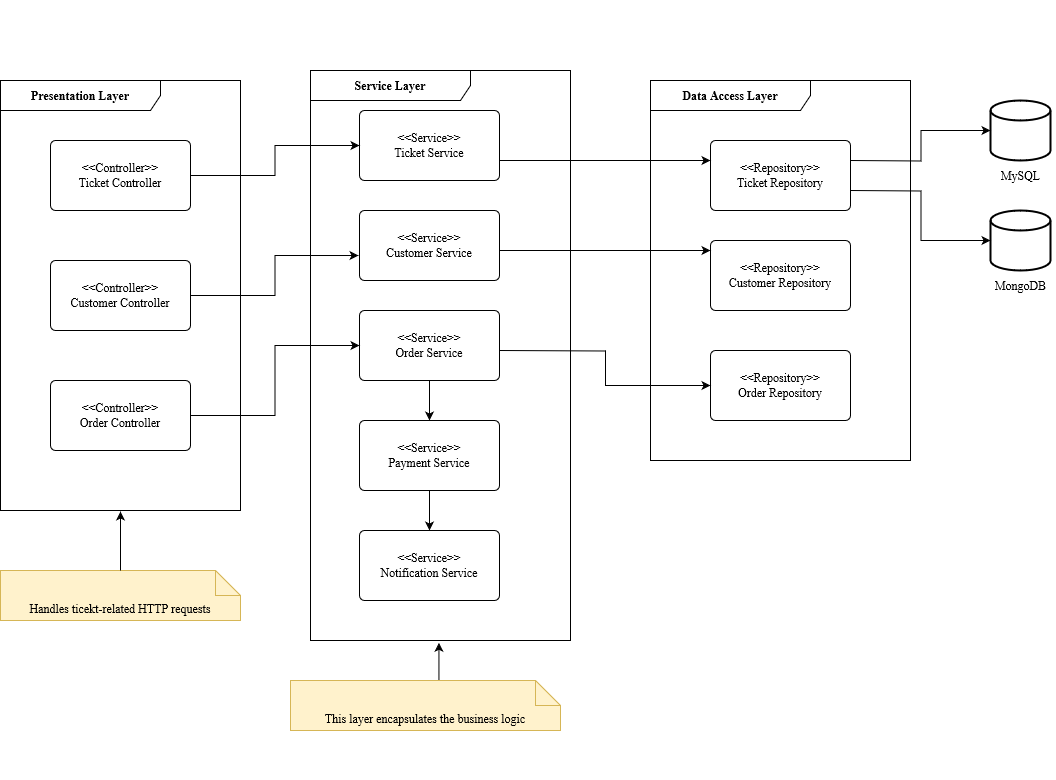 Presentation Layer
<<Controller>>
Ticket Controller
<<Controller>>
Customer Controller
<<Controller>>
Order Controller
Handles ticekt-related HTTP requests
Service Layer
<<Service>>
Ticket Service
<<Service>>
Customer Service
<<Service>>
Order Service
<<Service>>
Payment Service
<<Service>>
Notification Service
This layer encapsulates the business logic
Data Access Layer
<<Repository>>
Ticket Repository
<<Repository>>
Customer Repository
<<Repository>>
Order Repository
MySQL
MongoDB